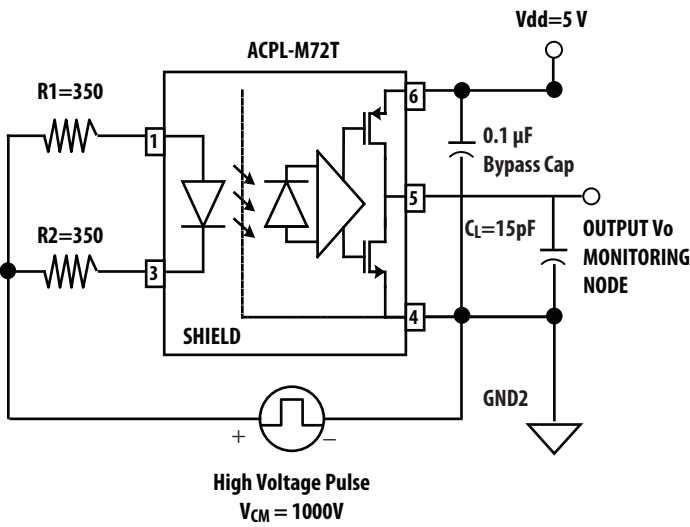 Vdd=5 V
ACPL-M72T
R1=350
6
1
0.1 µF
Bypass Cap
5
R2=350
CL=15pF
OUTPUT Vo
MONITORING
NODE
3
4
SHIELD
GND2
+
–
High Voltage Pulse
VCM = 1000V